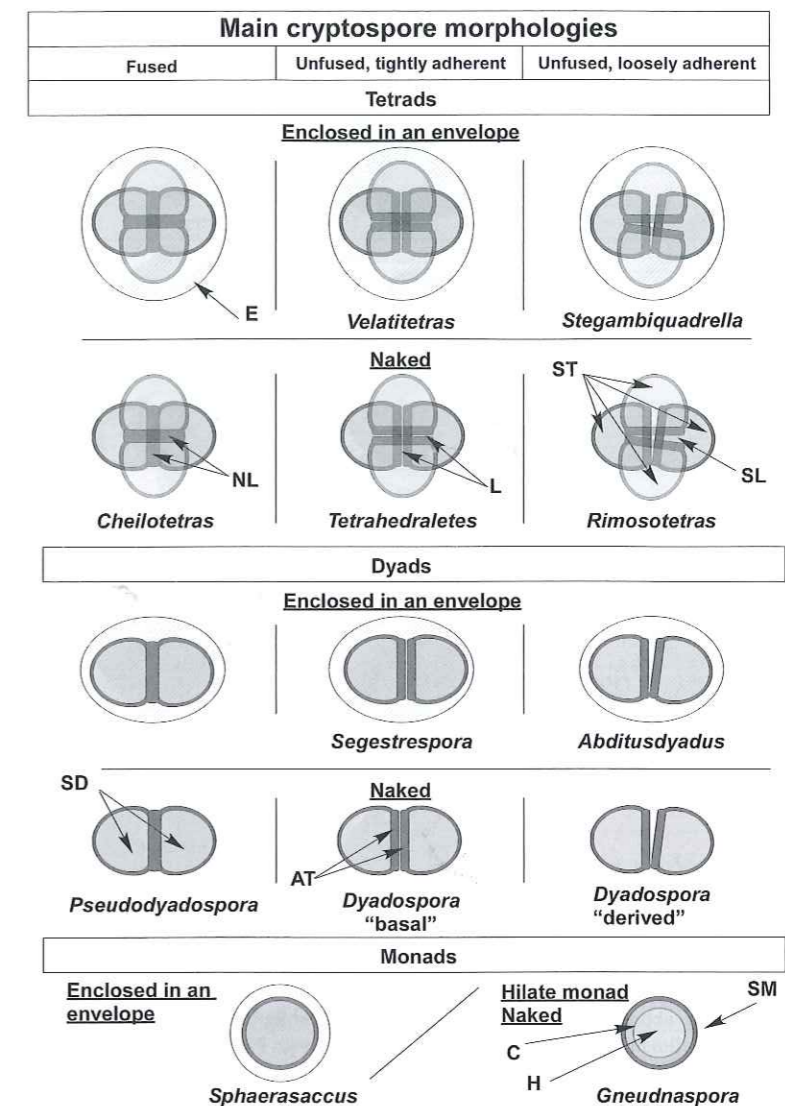 Main cryptospore morphologies
Fused
Unfused, tightly adherent
Unfused, loosely adherent
Tetrads
Enclosed in an envelope
E
Velatitetras
Stegambiquadrella
Naked
ST
NL
L
SL
Cheilotetras
Tetrahedraletes
Rimosotetras
Dyads
Enclosed in an envelope
Segestrespora
Abditusdyadus
SD
Naked
AT
Pseudodyadospora
Dyadospora
"basal"
Dyadospora
"derived"
Monads
Enclosed in an
envelope
Hilate monad
Naked
SM
C
H
Sphaerasaccus
Gneudnaspora